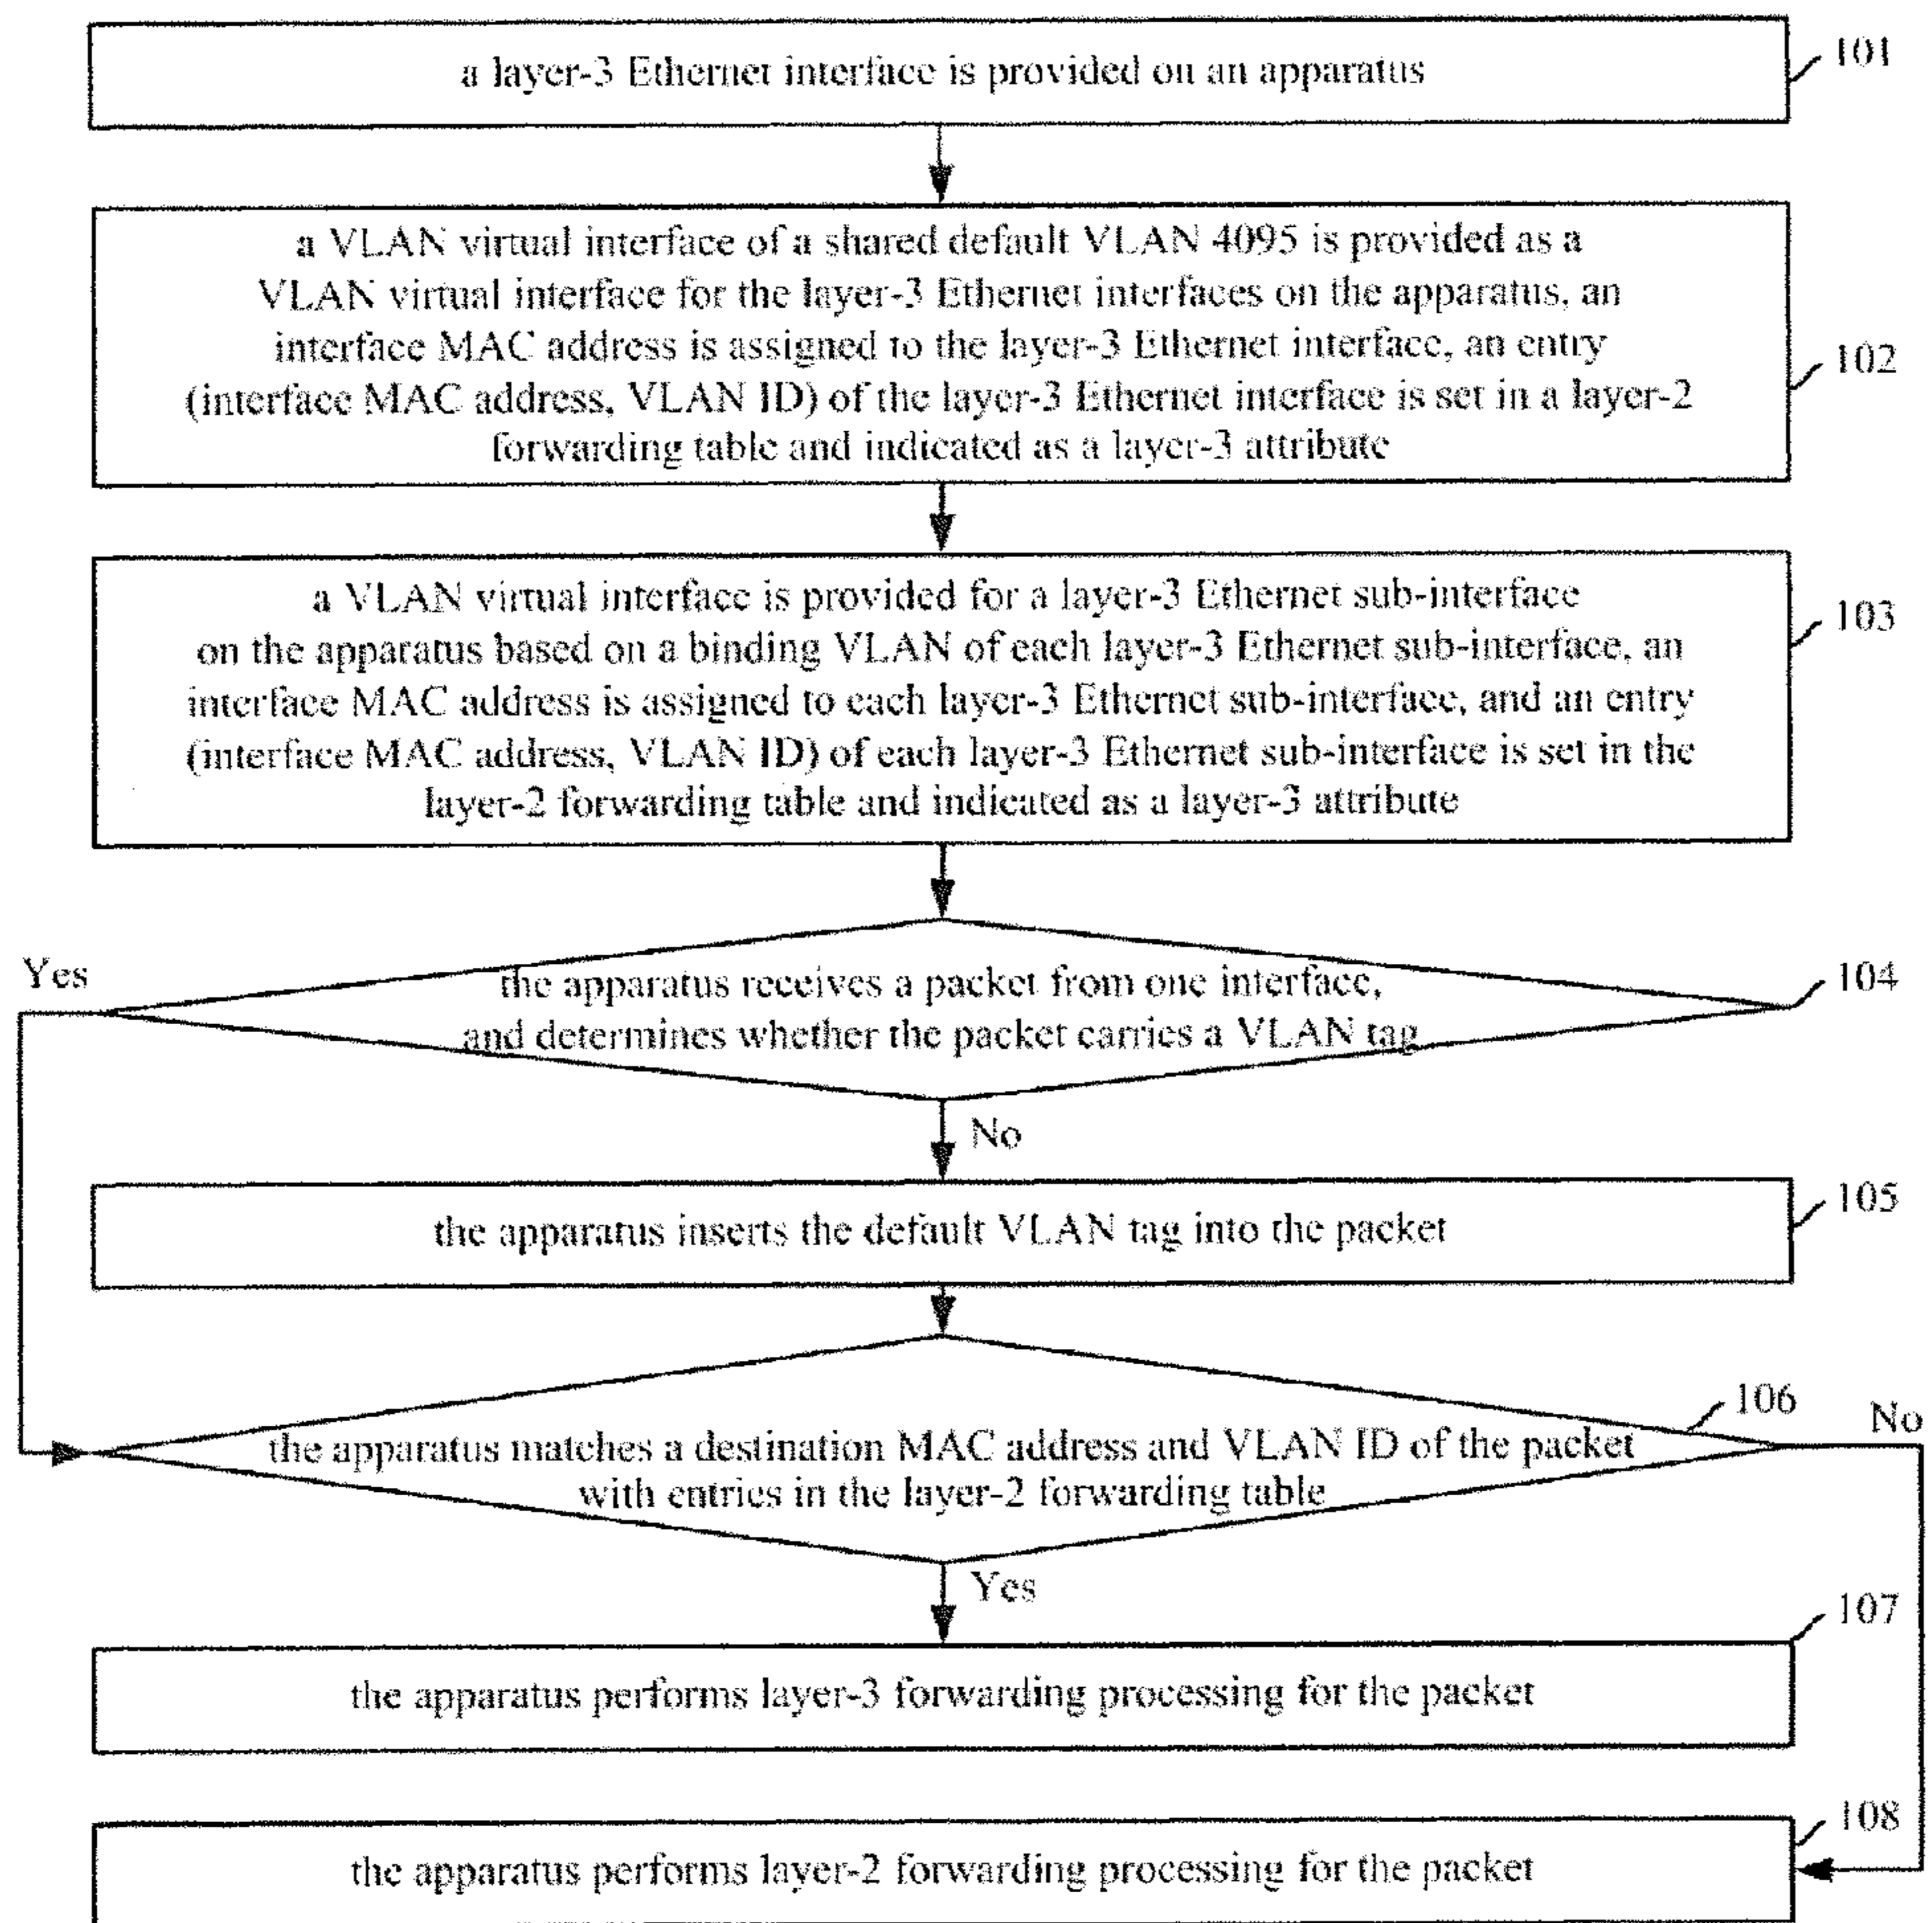 a layer-3 Ethernet interface is provided on an apparatus
101
a VLAN virtual interface of a shared default VLAN 4095 is provided as a
VLAN virtual interface for the layer-3 Ethernet interfaces on the apparatus, an
interface MAC address is assigned to the layer-3 Ethernet interface, an entry
(interface MAC address, VLAN ID) of the layer-3 Ethernet interface is set in a layer-2
forwarding table and indicated as a layer-3 attribute
102
a VLAN virtual interface is provided for a layer-3 Ethernet sub-interface
on the apparatus based on a binding VLAN of each layer-3 Ethernet sub-interface, an
interface MAC address is assigned to each layer-3 Ethernet sub-interface, and an entry
(interface MAC address, VLAN ID) of each layer-3 Ethernet sub-interface is set in the
layer-2 forwarding table and indicated as a layer-3 attribute
103
Yes
the apparatus receives a packet from one interface,
and determines whether the packet carries a VLAN tag
104
No
the apparatus inserts the default VLAN tag into the packet
105
the apparatus matches a destination MAC address and VLAN ID of the packet
with entries in the layer-2 forwarding table
106
No
Yes
the apparatus performs layer-3 forwarding processing for the packet
107
the apparatus performs layer-2 forwarding processing for the packet
108